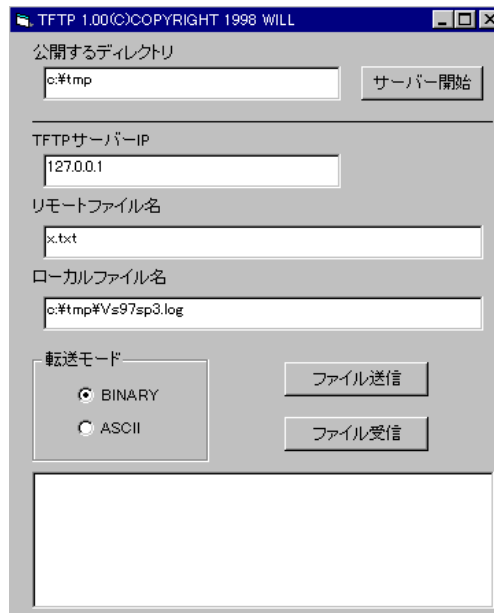 TFTP 1.00(C)COPYRIGHT 1998 WILL
公開するディレクトリ
c:¥tmp
サーバー開始
TFTPサーバーIP
127.0.0.1
リモートファイル名
x.txt
ローカルファイル名
c:¥tmp¥Vs97sp3.log
転送モード
BINARY
ファイル送信
ASCII
ファイル受信